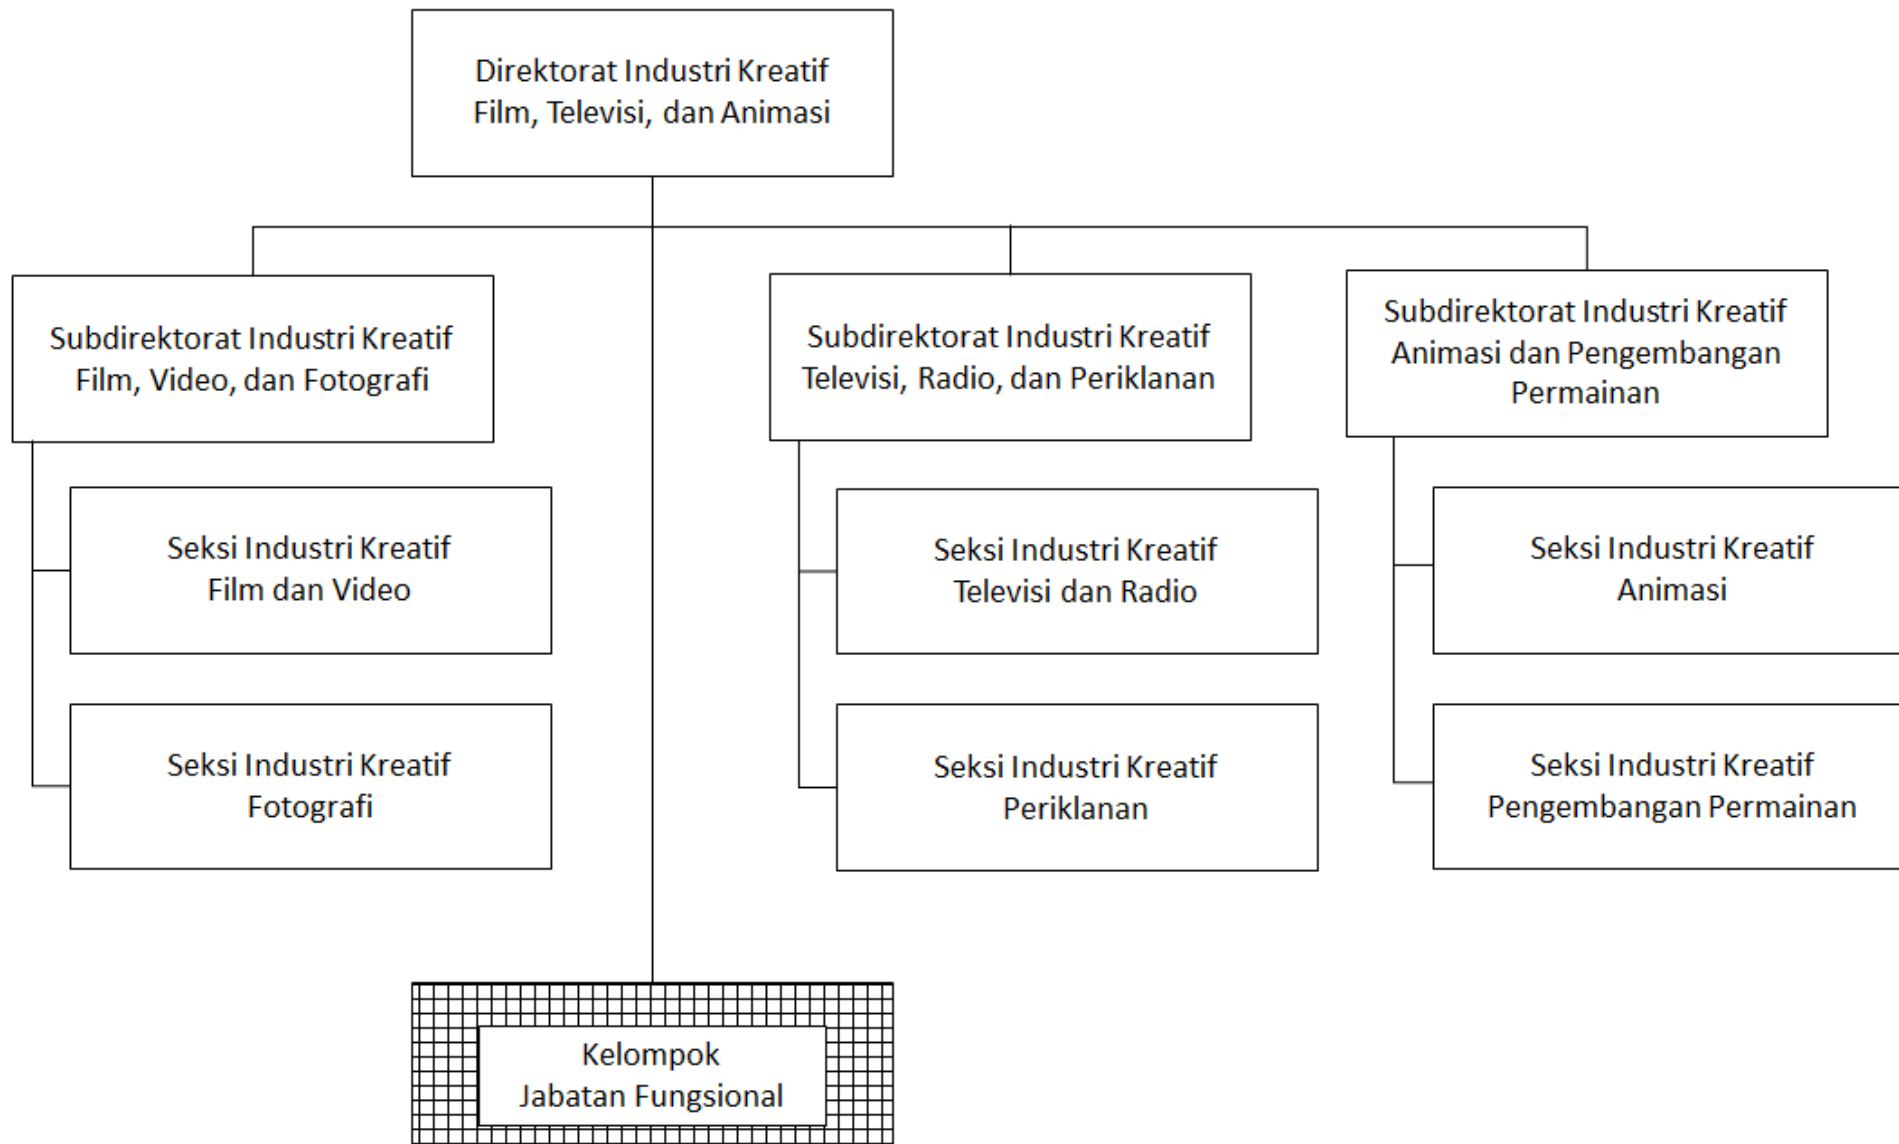 Direktorat Industri Kreatif
Film, Televisi, dan Animasi
Subdirektorat Industri Kreatif
Film, Video, dan Fotografi
Subdirektorat Industri Kreatif
Televisi, Radio, dan Periklanan
Subdirektorat Industri Kreatif
Animasi dan Pengembangan
Permainan
Seksi Industri Kreatif
Film dan Video
Seksi Industri Kreatif
Televisi dan Radio
Seksi Industri Kreatif
Animasi
Seksi Industri Kreatif
Fotografi
Seksi Industri Kreatif
Periklanan
Seksi Industri Kreatif
Pengembangan Permainan
Kelompok
Jabatan Fungsional